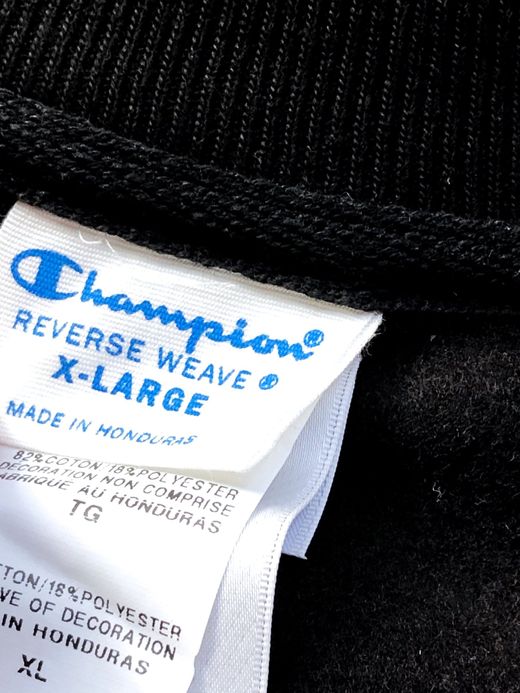 Champion®
REVERSE WEAVE®
X-LARGE
MADE IN HONDURAS
82% COTON/18% POLYESTER
DECORATION NON COMPRISE
FABRIQUE AU HONDURAS
TG
TON/18% POLYESTER
VE OF DECORATION
IN HONDURAS
XL